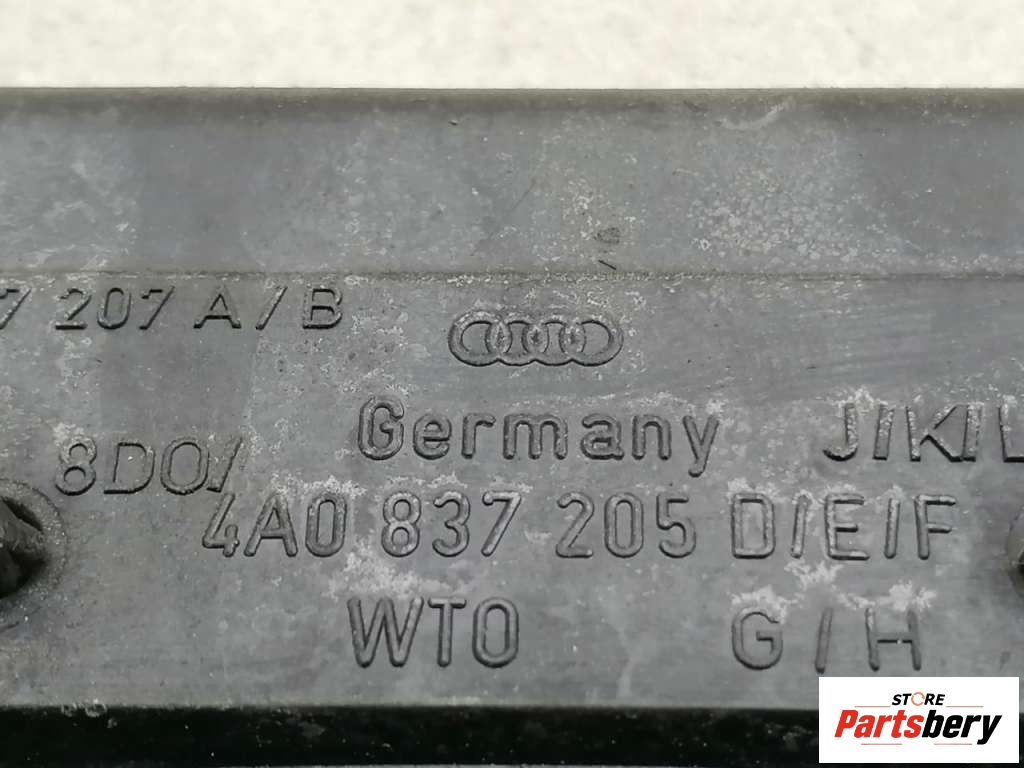 7 207 A/B
Germany
J/K/L
8D0/
4A0 837 205 D/E/F
WTO G/H
STORE
Partsbery